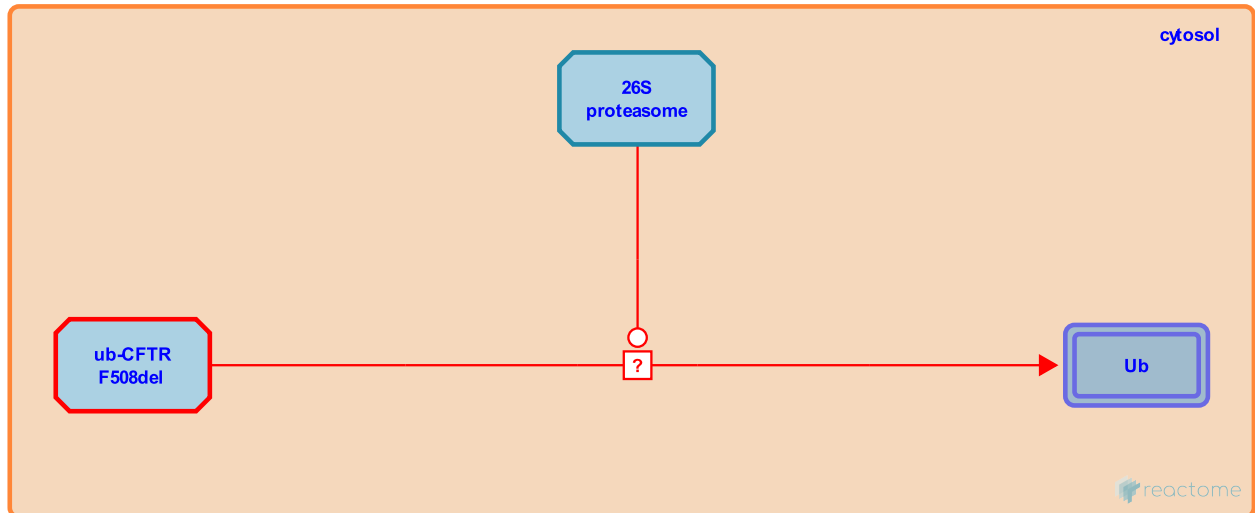 cytosol
26S
proteasome
ub-CFTR
F508del
?
Ub
reactome